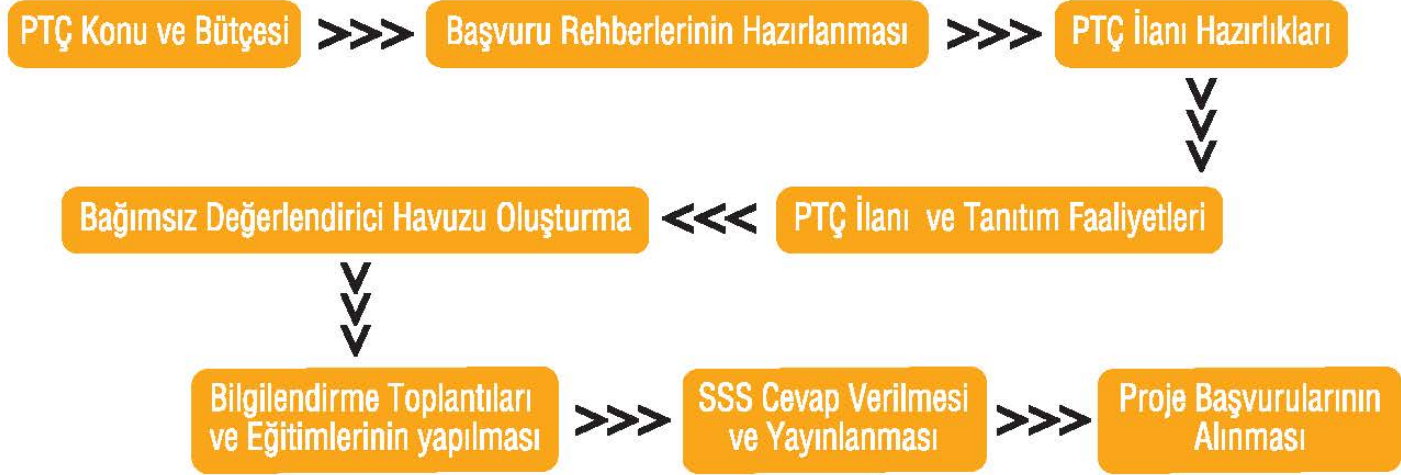 PTÇ Konu ve Bütçesi >>> Başvuru Rehberlerinin Hazırlanması >>> PTÇ İlanı Hazırlıkları
PTÇ İlanı ve Tanıtım Faaliyetleri
Bağımsız Değerlendirici Havuzu Oluşturma
Bilgilendirme Toplantıları
ve Eğitimlerinin yapılması
SSS Cevap Verilmesi
ve Yayınlanması
Proje Başvurularının
Alınması